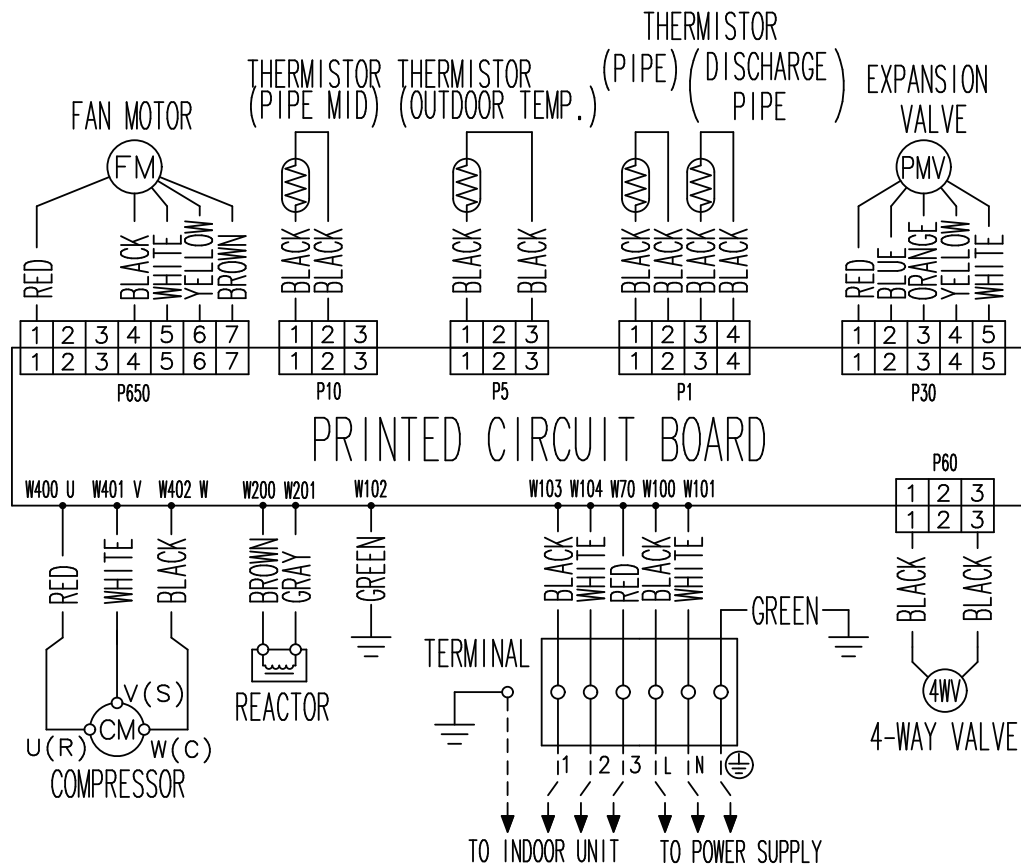 THERMISTOR
(PIPE) (DISCHARGE PIPE)
THERMISTOR
(PIPE MID)
THERMISTOR
(OUTDOOR TEMP.)
EXPANSION
VALVE
FAN MOTOR
FM
PMV
RED
BLACK
WHITE
YELLOW
BROWN
BLACK
BLACK
BLACK
BLACK
BLACK
BLACK
BLACK
BLACK
RED
BLUE
ORANGE
YELLOW
WHITE
1 2 3 4 5 6 7
1 2 3
1 2 3
1 2 3 4
1 2 3 4 5
1 2 3 4 5 6 7
1 2 3
1 2 3
1 2 3 4
1 2 3 4 5
P650
P10
P5
P1
P30
PRINTED CIRCUIT BOARD
P60
1 2 3
1 2 3
W400 U W401 V W402 W
W200 W201
W102
W103 W104 W70 W100 W101
RED
WHITE
BLACK
BROWN
GRAY
GREEN
BLACK
WHITE
RED
BLACK
WHITE
BLACK
BLACK
GREEN
TERMINAL
V(S)
CM
U(R)
W(C)
COMPRESSOR
REACTOR
4WV
4-WAY VALVE
1 2 3 L N
TO INDOOR UNIT
TO POWER SUPPLY